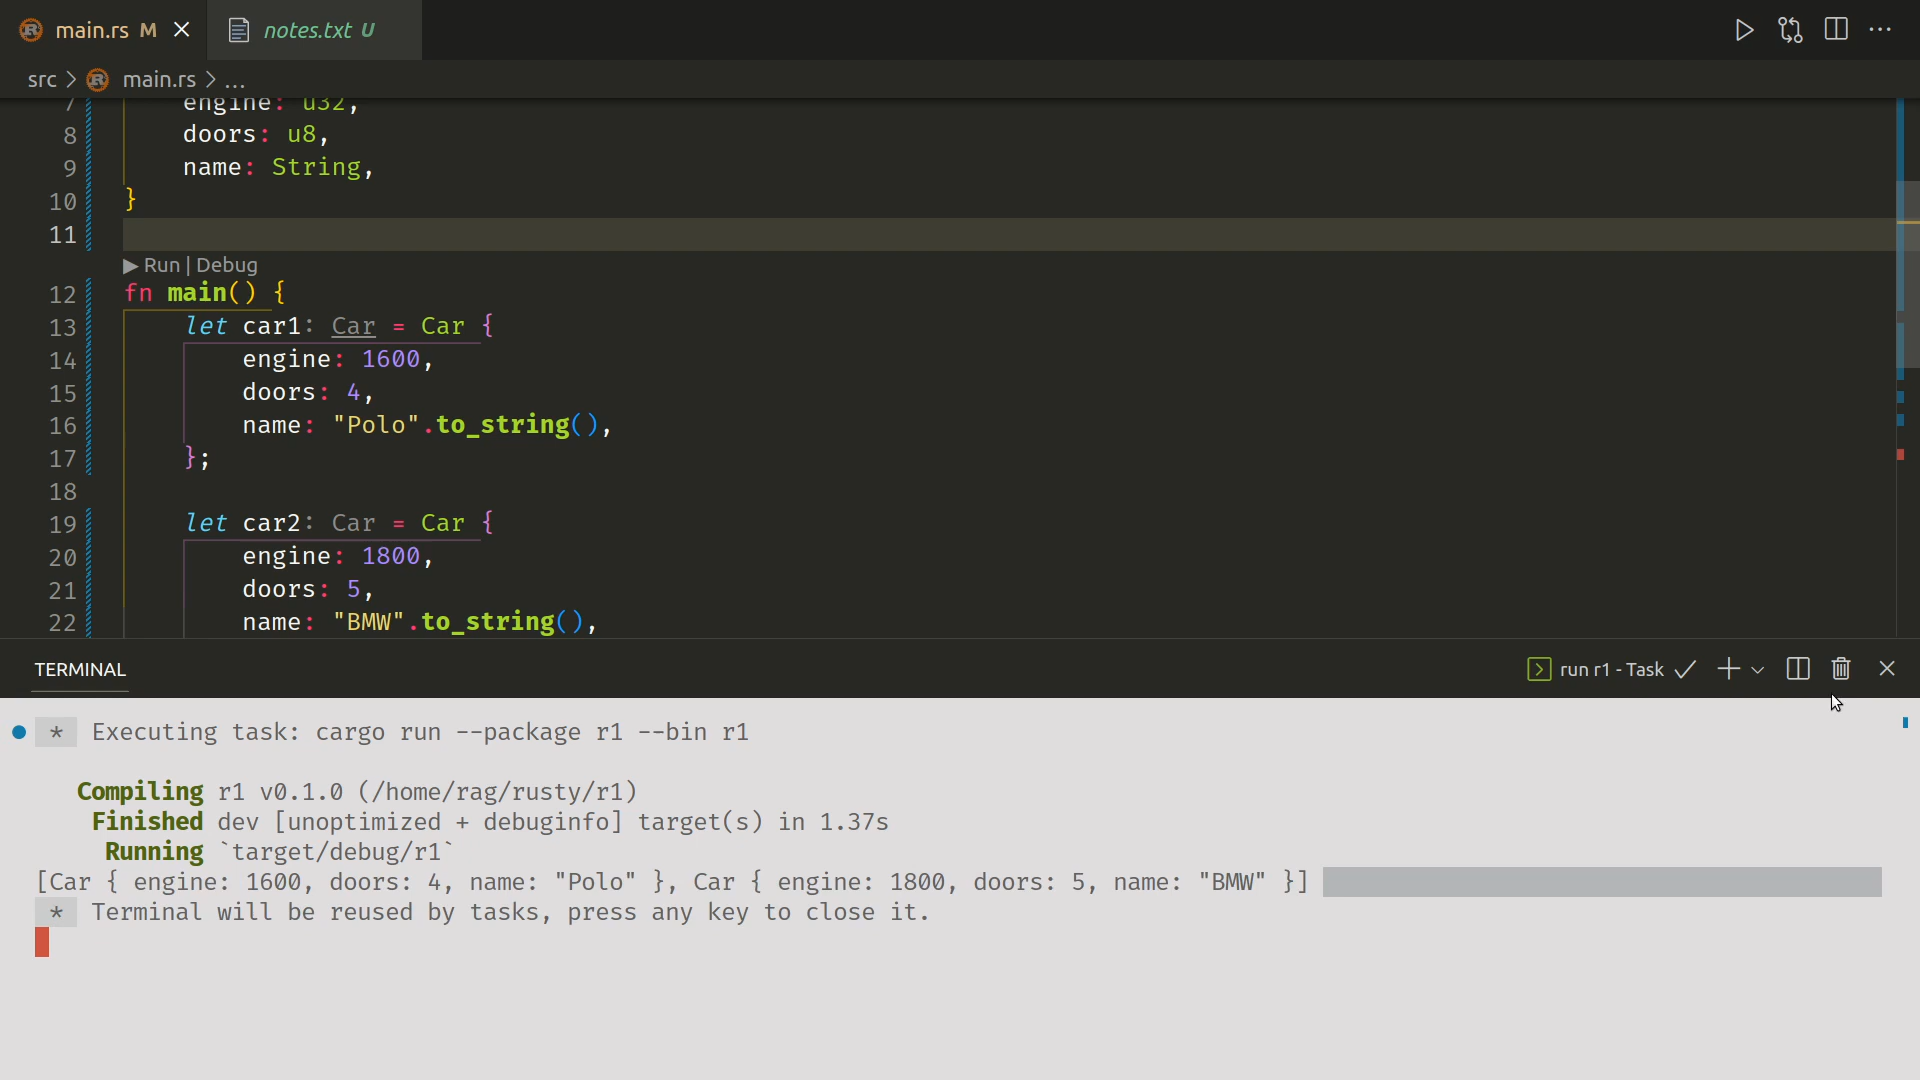 main.rs M
notes.txt U
src > main.rs > ...
7 engine: u32,
8 doors: u8,
9 name: String,
10 }
11
Run | Debug
12 fn main() {
13 let car1: Car = Car {
14 engine: 1600,
15 doors: 4,
16 name: "Polo".to_string(),
17 };
18
19 let car2: Car = Car {
20 engine: 1800,
21 doors: 5,
22 name: "BMW".to_string(),
TERMINAL
run r1 - Task
* Executing task: cargo run --package r1 --bin r1
Compiling r1 v0.1.0 (/home/rag/rusty/r1)
Finished dev [unoptimized + debuginfo] target(s) in 1.37s
Running `target/debug/r1`
[Car { engine: 1600, doors: 4, name: "Polo" }, Car { engine: 1800, doors: 5, name: "BMW" }]
* Terminal will be reused by tasks, press any key to close it.